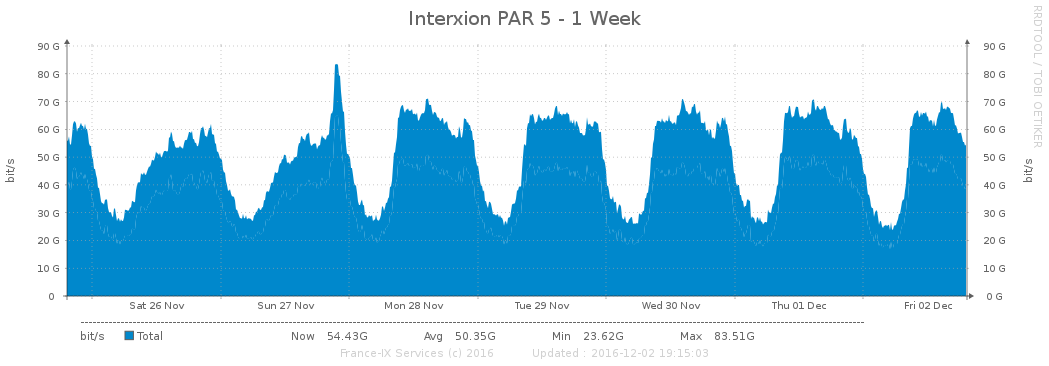 Interxion PAR 5 - 1 Week
RRDTOOL / TOBI OETIKER
bit/s
bit/s
90 G 90 G
80 G 80 G
70 G 70 G
60 G 60 G
50 G 50 G
40 G 40 G
30 G 30 G
20 G 20 G
10 G 10 G
0 0 G
Sat 26 Nov Sun 27 Nov Mon 28 Nov Tue 29 Nov Wed 30 Nov Thu 01 Dec Fri 02 Dec
bit/s Total Now 54.43G Avg 50.35G Min 23.62G Max 83.51G
France-IX Services (c) 2016 Updated : 2016-12-02 19:15:03